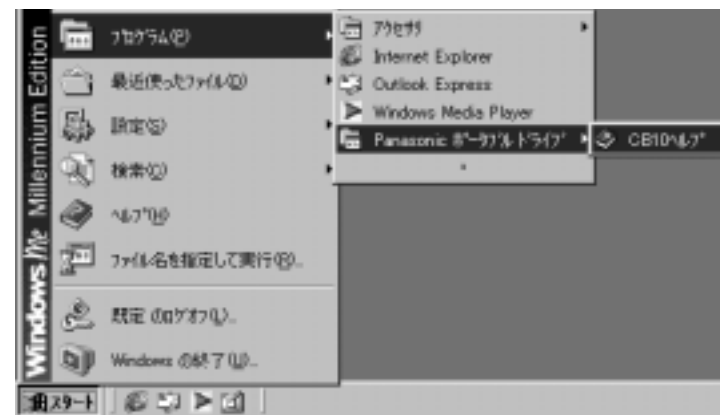 Windows Me Millennium Edition
プログラム(P)
最近使ったファイル(D)
設定(S)
検索(C)
ヘルプ(H)
ファイル名を指定して実行(R)...
既定 のログオフ(L)...
Windows の終了(U)...
アクセサリ
Internet Explorer
Outlook Express
Windows Media Player
Panasonic ポータブル ドライブ
CB10ヘルプ
スタート